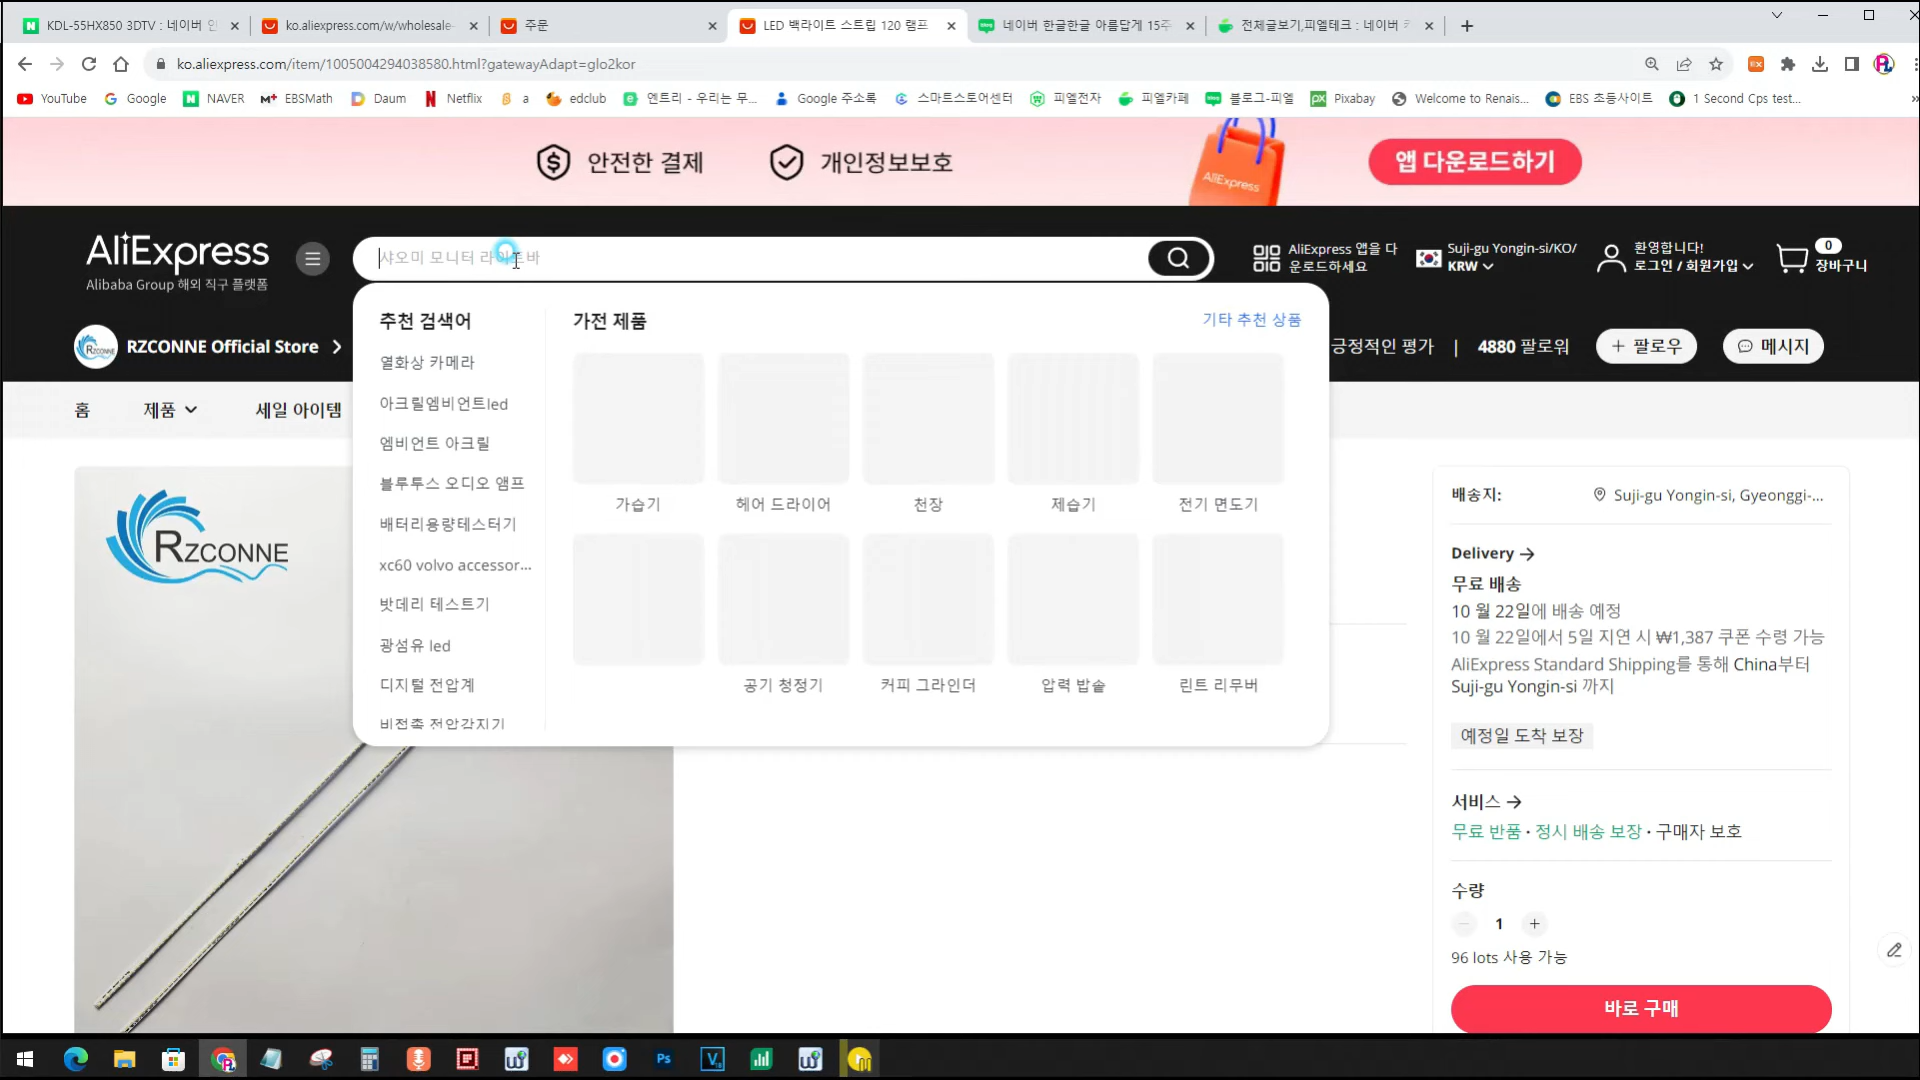 KDL-55HX850 3DTV : 네이버 인
ko.aliexpress.com/w/wholesale-
주문
LED 백라이트 스트립 120 램프
네이버 한글한글 아름답게 15주
전체글보기,피엘테크 : 네이버 카
ko.aliexpress.com/item/1005004294038580.html?gatewayAdapt=glo2kor
YouTube
Google
NAVER
EBSMath
Daum
Netflix
a
edclub
엔트리 - 우리는 무...
Google 주소록
스마트스토어센터
피엘전자
피엘카페
블로그-피엘
Pixabay
Welcome to Renais...
EBS 초등사이트
1 Second Cps test...
안전한 결제
개인정보보호
AliExpress
앱 다운로드하기
AliExpress
Alibaba Group 해외 직구 플랫폼
샤오미 모니터 라이트바
AliExpress 앱을 다
운로드하세요
Suji-gu Yongin-si/KO/
KRW
환영합니다!
로그인 / 회원가입
0
장바구니
RZCONNE Official Store
긍정적인 평가 | 4880 팔로워
+ 팔로우
메시지
홈
제품
세일 아이템
추천 검색어
열화상 카메라
아크릴엠비언트led
엠비언트 아크릴
블루투스 오디오 앰프
배터리용량테스터기
xc60 volvo accessor...
밧데리 테스트기
광섬유 led
디지털 전압계
비접촉 전압감지기
가전 제품
기타 추천 상품
가습기
헤어 드라이어
천장
제습기
전기 면도기
공기 청정기
커피 그라인더
압력 밥솥
린트 리무버
RZCONNE
배송지:
Suji-gu Yongin-si, Gyeonggi-...
Delivery
무료 배송
10 월 22일에 배송 예정
10 월 22일에서 5일 지연 시 ₩1,387 쿠폰 수령 가능
AliExpress Standard Shipping를 통해 China부터
Suji-gu Yongin-si 까지
예정일 도착 보장
서비스
무료 반품 · 정시 배송 보장 · 구매자 보호
수량
1
96 lots 사용 가능
바로 구매